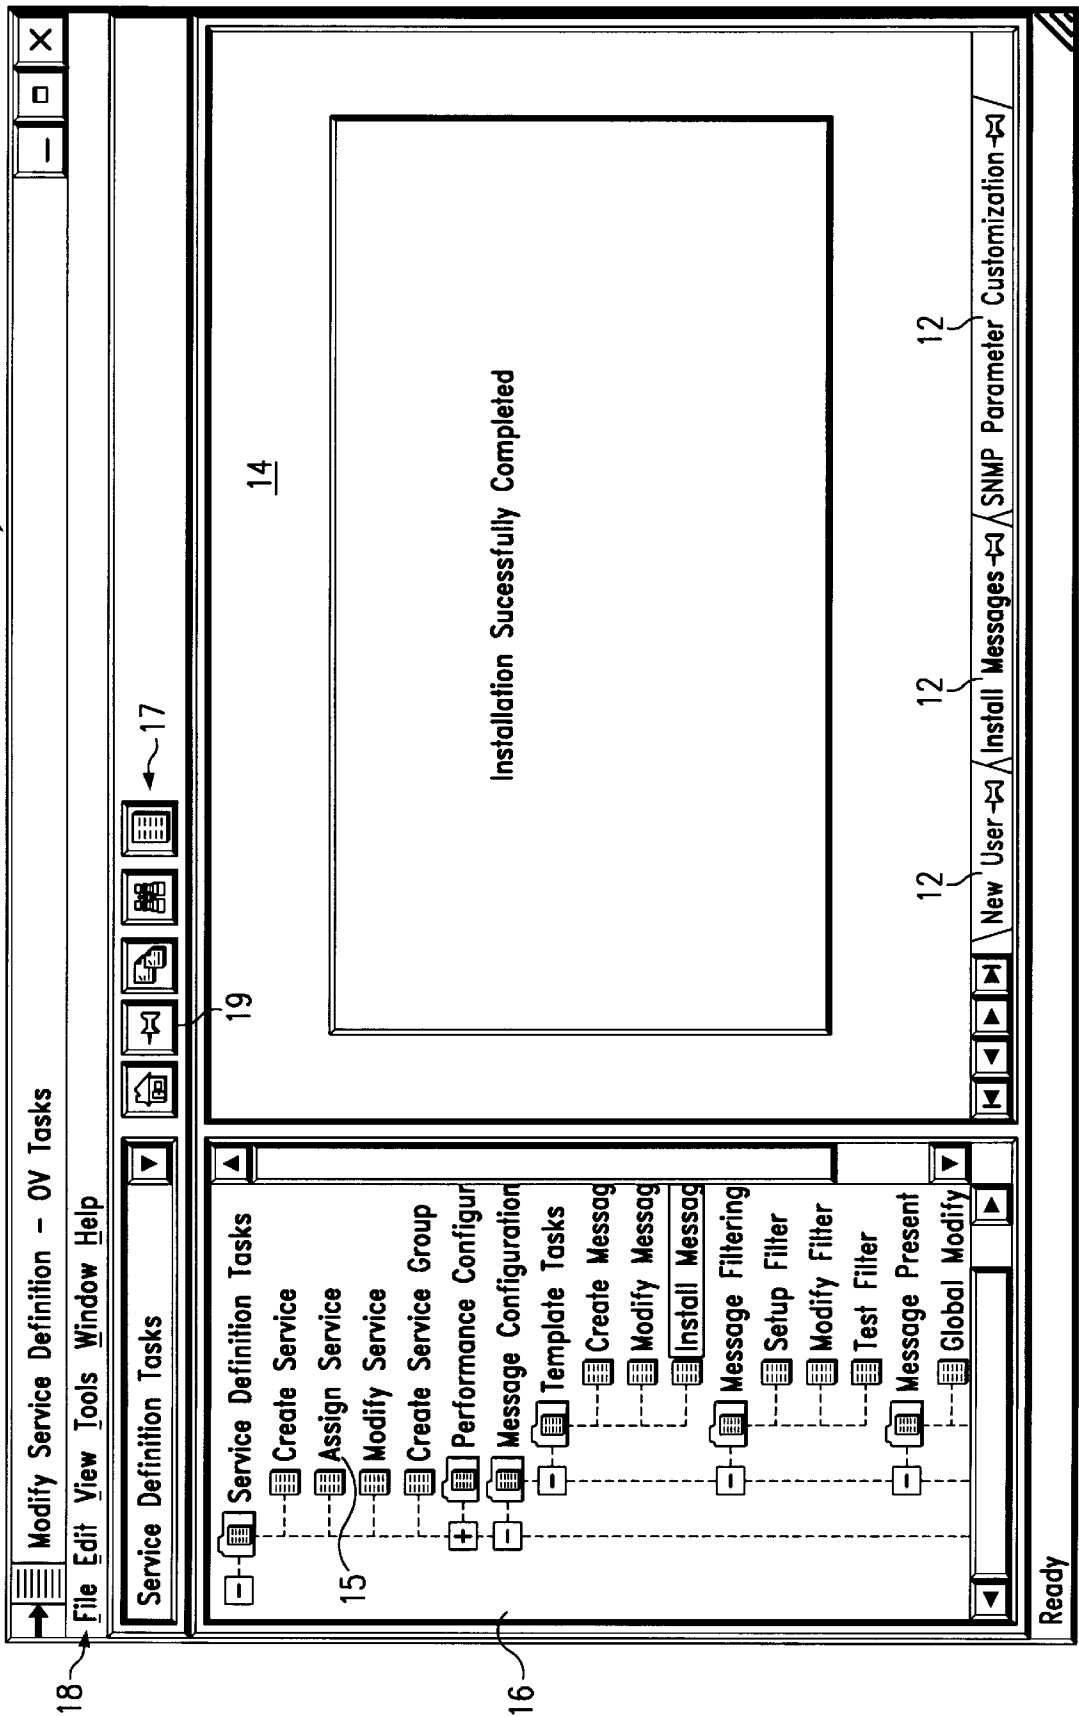 Modify Service Definition - OV Tasks
18
File Edit View Tools Window Help
Service Definition Tasks
19
17
Service Definition Tasks
Create Service
Assign Service
15
Modify Service
Create Service Group
Performance Configur
Message Configuration
Template Tasks
Create Messag
Modify Messag
Install Messag
Message Filtering
Setup Filter
Modify Filter
Test Filter
Message Present
Global Modify
16
14
Installation Sucessfully Completed
12
12
12
New User
Install Messages
SNMP Parameter Customization
Ready